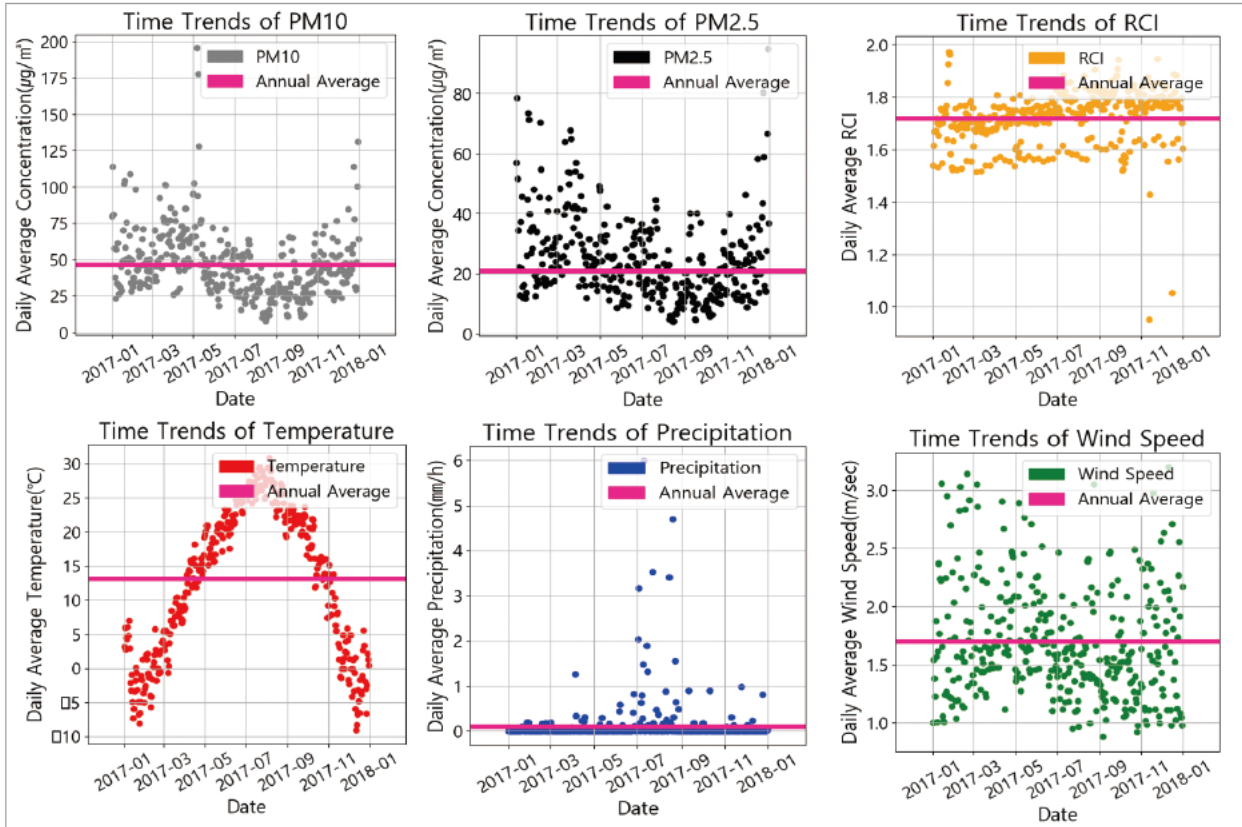 Time Trends of PM10
Daily Average Concentration(μg/m³)
200
175
150
125
100
75
50
25
0
PM10
Annual Average
2017-01
2017-03
2017-05
2017-07
2017-09
2017-11
2018-01
Date
Time Trends of PM2.5
Daily Average Concentration(μg/m³)
80
60
40
20
0
PM2.5
Annual Average
2017-01
2017-03
2017-05
2017-07
2017-09
2017-11
2018-01
Date
Time Trends of RCI
Daily Average RCI
2.0
1.8
1.6
1.4
1.2
1.0
RCI
Annual Average
2017-01
2017-03
2017-05
2017-07
2017-09
2017-11
2018-01
Date
Time Trends of Temperature
Daily Average Temperature(℃)
30
25
20
15
10
5
0
□5
□10
Temperature
Annual Average
2017-01
2017-03
2017-05
2017-07
2017-09
2017-11
2018-01
Date
Time Trends of Precipitation
Daily Average Precipitation(㎜/h)
6
5
4
3
2
1
0
Precipitation
Annual Average
2017-01
2017-03
2017-05
2017-07
2017-09
2017-11
2018-01
Date
Time Trends of Wind Speed
Daily Average Wind Speed(m/sec)
3.0
2.5
2.0
1.5
1.0
Wind Speed
Annual Average
2017-01
2017-03
2017-05
2017-07
2017-09
2017-11
2018-01
Date